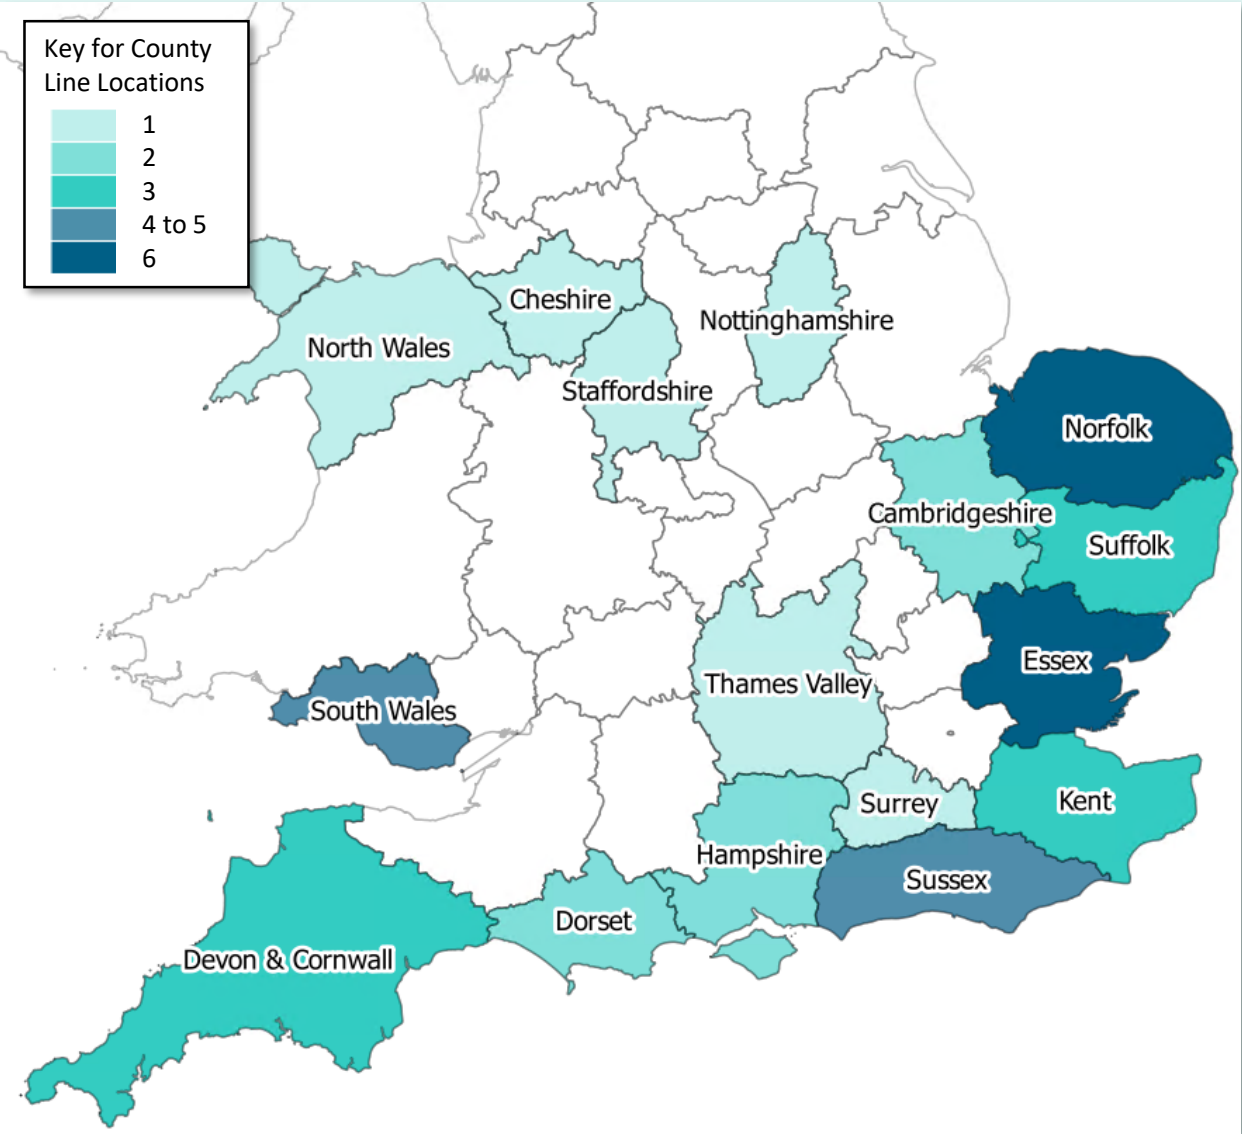 Key for County
Line Locations
1
2
3
4 to 5
6
Cheshire
Nottinghamshire
North Wales
Staffordshire
Norfolk
Cambridgeshire
Suffolk
Essex
Thames Valley
South Wales
Surrey
Kent
Hampshire
Sussex
Dorset
Devon & Cornwall